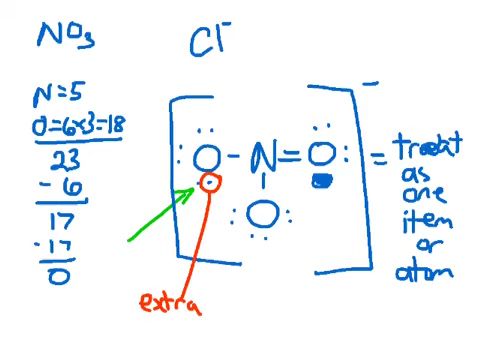 NO₃
Cl⁻
N=5
O=6x3=18
23
- 6
17
-17
0
O - N = O
O
-
= treat
as
one
item
or
atom
extra